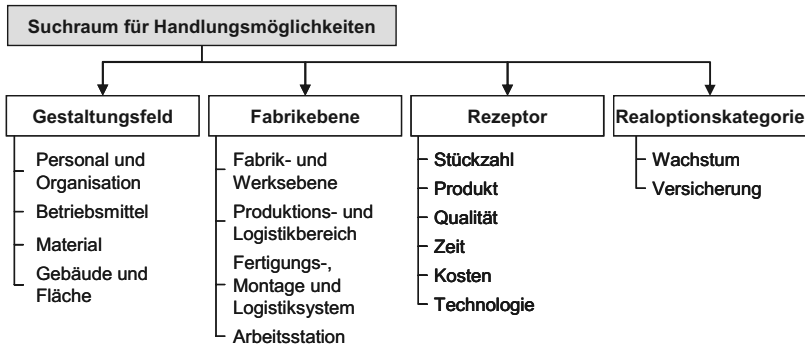 Suchraum für Handlungsmöglichkeiten
Gestaltungsfeld
Personal und
Organisation
Betriebsmittel
Material
Gebäude und
Fläche
Fabrikebene
Fabrik- und
Werksebene
Produktions- und
Logistikbereich
Fertigungs-,
Montage und
Logistiksystem
Arbeitsstation
Rezeptor
Stückzahl
Produkt
Qualität
Zeit
Kosten
Technologie
Realoptionskategorie
Wachstum
Versicherung